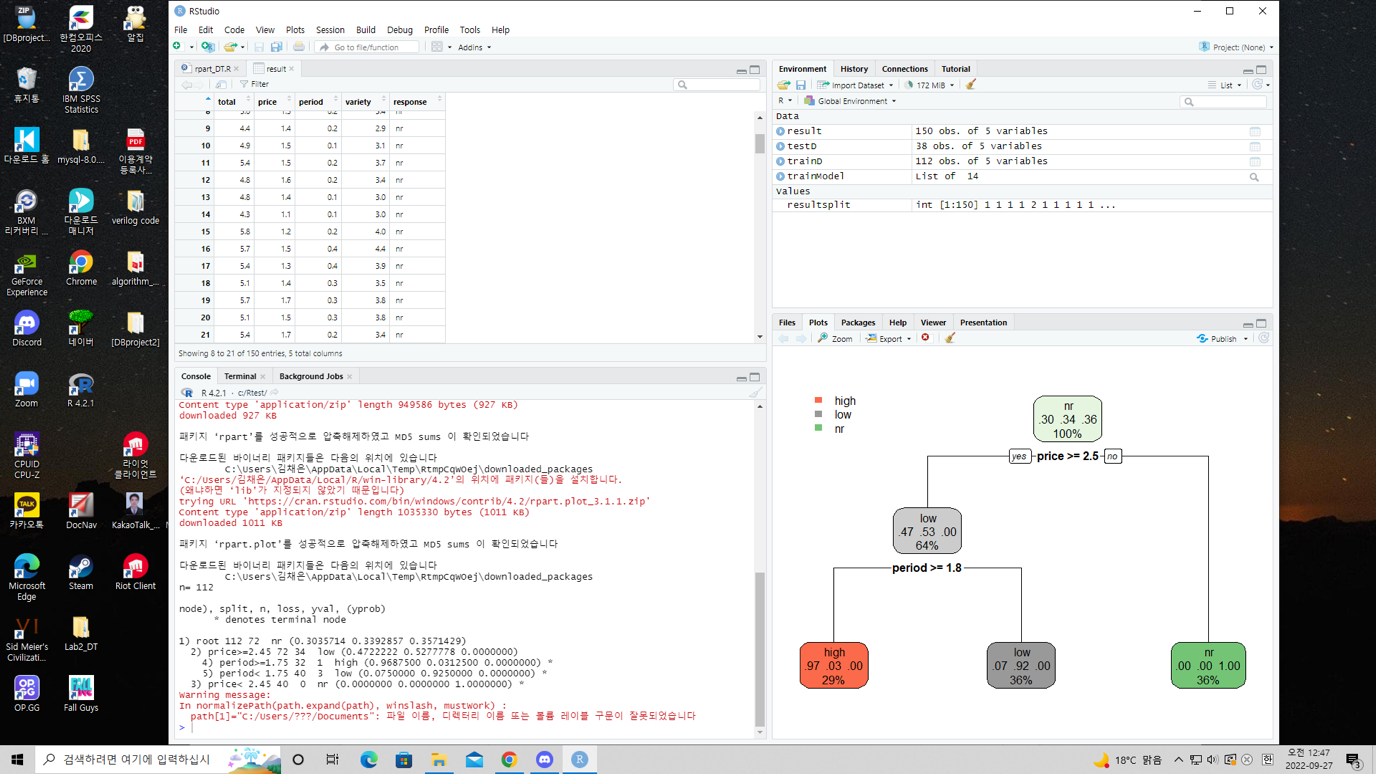 [DBproject...
한컴오피스
2020
알집
휴지통
IBM SPSS
Statistics
다운로드 홈
mysql-8.0....
이용계약
등록사...
BXM
리커버리 ...
다운로드
매니저
verilog code
GeForce
Experience
Chrome
algorithm_...
Discord
네이버
[DBproject2]
Zoom
R 4.2.1
CPUID
CPU-Z
라이엇
클라이언트
카카오톡
DocNav
KakaoTalk_...
Microsoft
Edge
Steam
Riot Client
Sid Meier's
Civilizati...
Lab2_DT
OP.GG
Fall Guys
RStudio
File Edit Code View Plots Session Build Debug Profile Tools Help
Go to file/function
Addins
Project: (None)
rpart_DT.R
result
Filter
total price period variety response
8 5.0 1.5 0.2 3.4 nr
9 4.4 1.4 0.2 2.9 nr
10 4.9 1.5 0.1 3.1 nr
11 5.4 1.5 0.2 3.7 nr
12 4.8 1.6 0.2 3.4 nr
13 4.8 1.4 0.1 3.0 nr
14 4.3 1.1 0.1 3.0 nr
15 5.8 1.2 0.2 4.0 nr
16 5.7 1.5 0.4 4.4 nr
17 5.4 1.3 0.4 3.9 nr
18 5.1 1.4 0.3 3.5 nr
19 5.7 1.7 0.3 3.8 nr
20 5.1 1.5 0.3 3.8 nr
21 5.4 1.7 0.2 3.4 nr
Showing 8 to 21 of 150 entries, 5 total columns
Console Terminal Background Jobs
R 4.2.1 · c:/Rtest/
Content type 'application/zip' length 949586 bytes (927 KB)
downloaded 927 KB
패키지 ‘rpart’를 성공적으로 압축해제하였고 MD5 sums 이 확인되었습니다
다운로드된 바이너리 패키지들은 다음의 위치에 있습니다
C:\Users\김채은\AppData\Local\Temp\RtmpCqWOej\downloaded_packages
‘C:/Users/김채은/AppData/Local/R/win-library/4.2’의 위치에 패키지(들)을 설치합니다.
(왜냐하면 ‘lib’가 지정되지 않았기 때문입니다)
trying URL 'https://cran.rstudio.com/bin/windows/contrib/4.2/rpart.plot_3.1.1.zip'
Content type 'application/zip' length 1035330 bytes (1011 KB)
downloaded 1011 KB
패키지 ‘rpart.plot’를 성공적으로 압축해제하였고 MD5 sums 이 확인되었습니다
다운로드된 바이너리 패키지들은 다음의 위치에 있습니다
C:\Users\김채은\AppData\Local\Temp\RtmpCqWOej\downloaded_packages
n= 112
node), split, n, loss, yval, (yprob)
* denotes terminal node
1) root 112 72 nr (0.3035714 0.3392857 0.3571429)
2) price>=2.45 72 34 low (0.4722222 0.5277778 0.0000000)
4) period>=1.75 32 1 high (0.9687500 0.0312500 0.0000000) *
5) period< 1.75 40 3 low (0.0750000 0.9250000 0.0000000) *
3) price< 2.45 40 0 nr (0.0000000 0.0000000 1.0000000) *
Warning message:
In normalizePath(path.expand(path), winslash, mustWork) :
path[1]="C:/Users/???/Documents": 파일 이름, 디렉터리 이름 또는 볼륨 레이블 구문이 잘못되었습니다
>
Environment History Connections Tutorial
Import Dataset
172 MiB
List
R
Global Environment
Data
result 150 obs. of 5 variables
testD 38 obs. of 5 variables
trainD 112 obs. of 5 variables
trainModel List of 14
Values
resultsplit int [1:150] 1 1 1 1 2 1 1 1 1 1 ...
Files Plots Packages Help Viewer Presentation
Zoom
Export
Publish
high
low
nr
nr
.30 .34 .36
100%
yes price >= 2.5 no
low
.47 .53 .00
64%
period >= 1.8
high
.97 .03 .00
29%
low
.07 .92 .00
36%
nr
.00 .00 1.00
36%
검색하려면 여기에 입력하십시
18°C 맑음
한
오전 12:47
2022-09-27
3